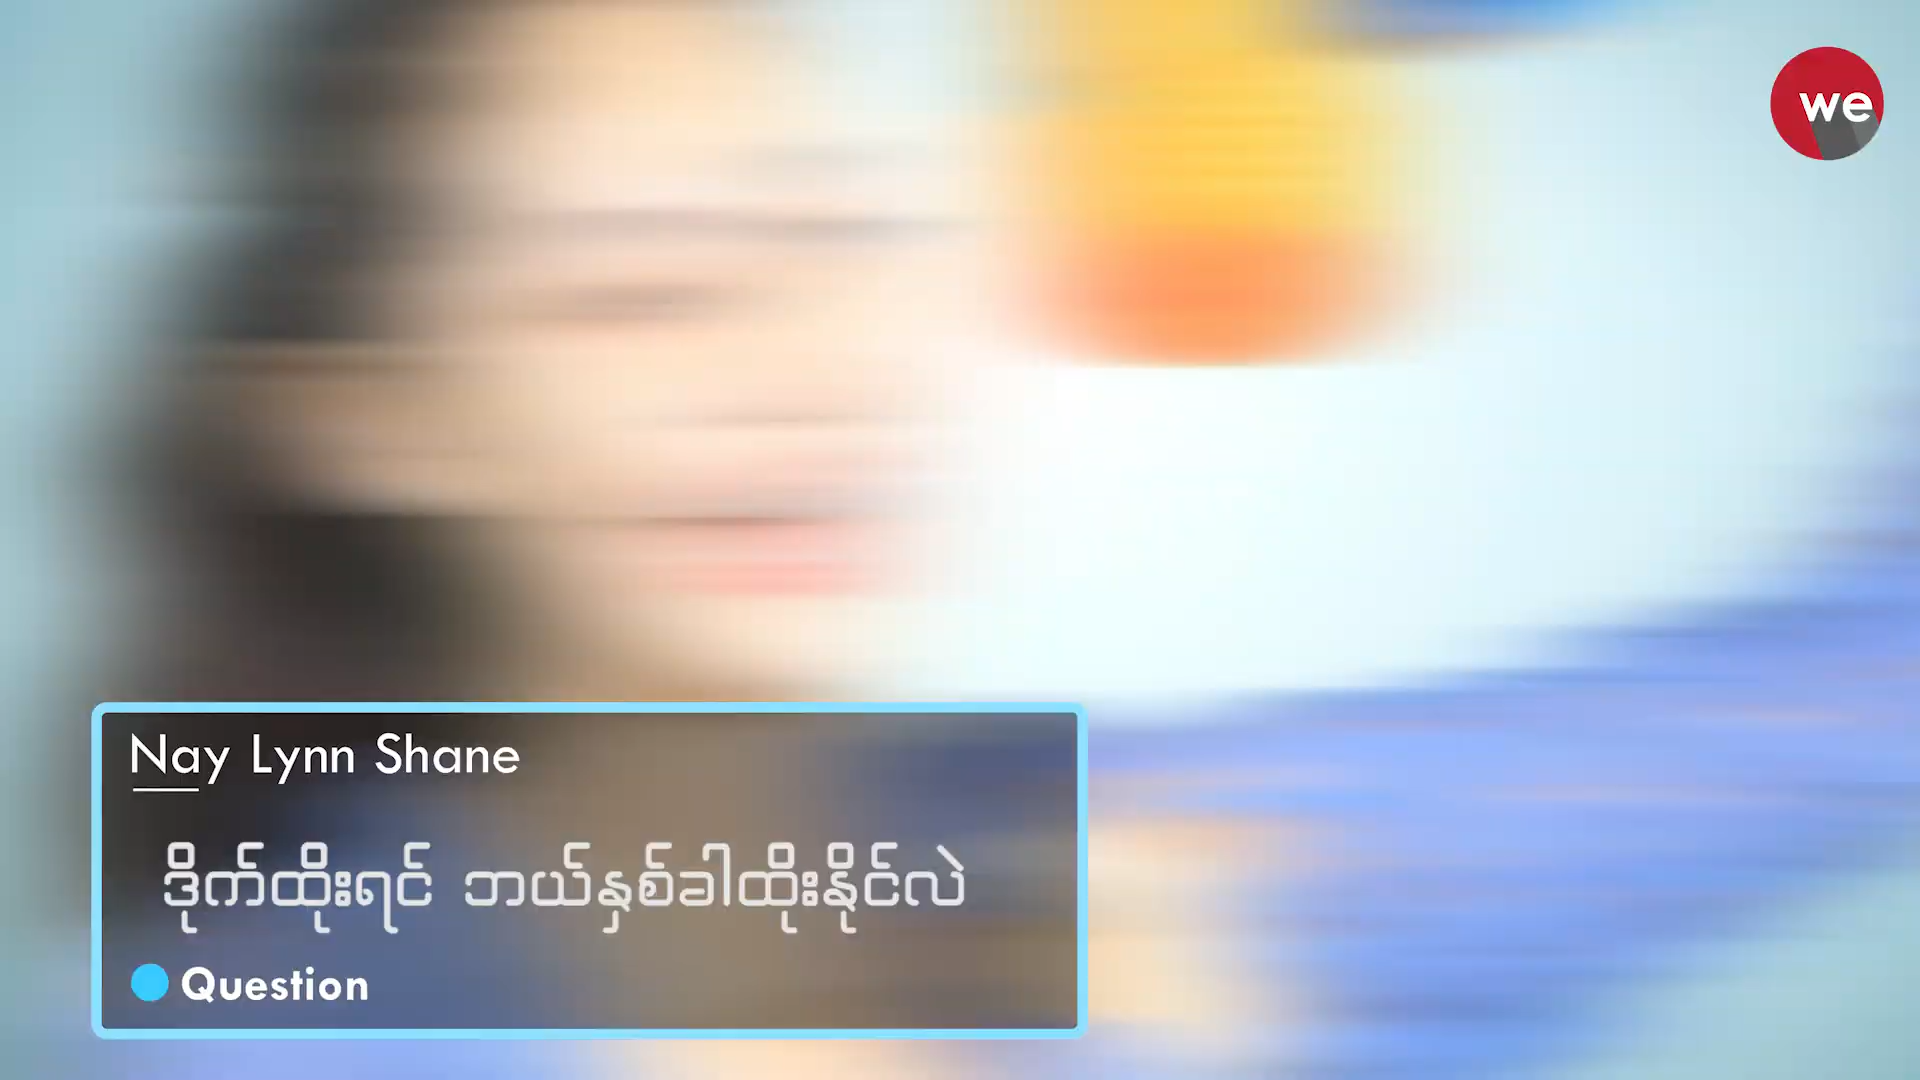 we
Nay Lynn Shane
ဒိုက်ထိုးရင် ဘယ်နှစ်ခါထိုးနိုင်လဲ
Question